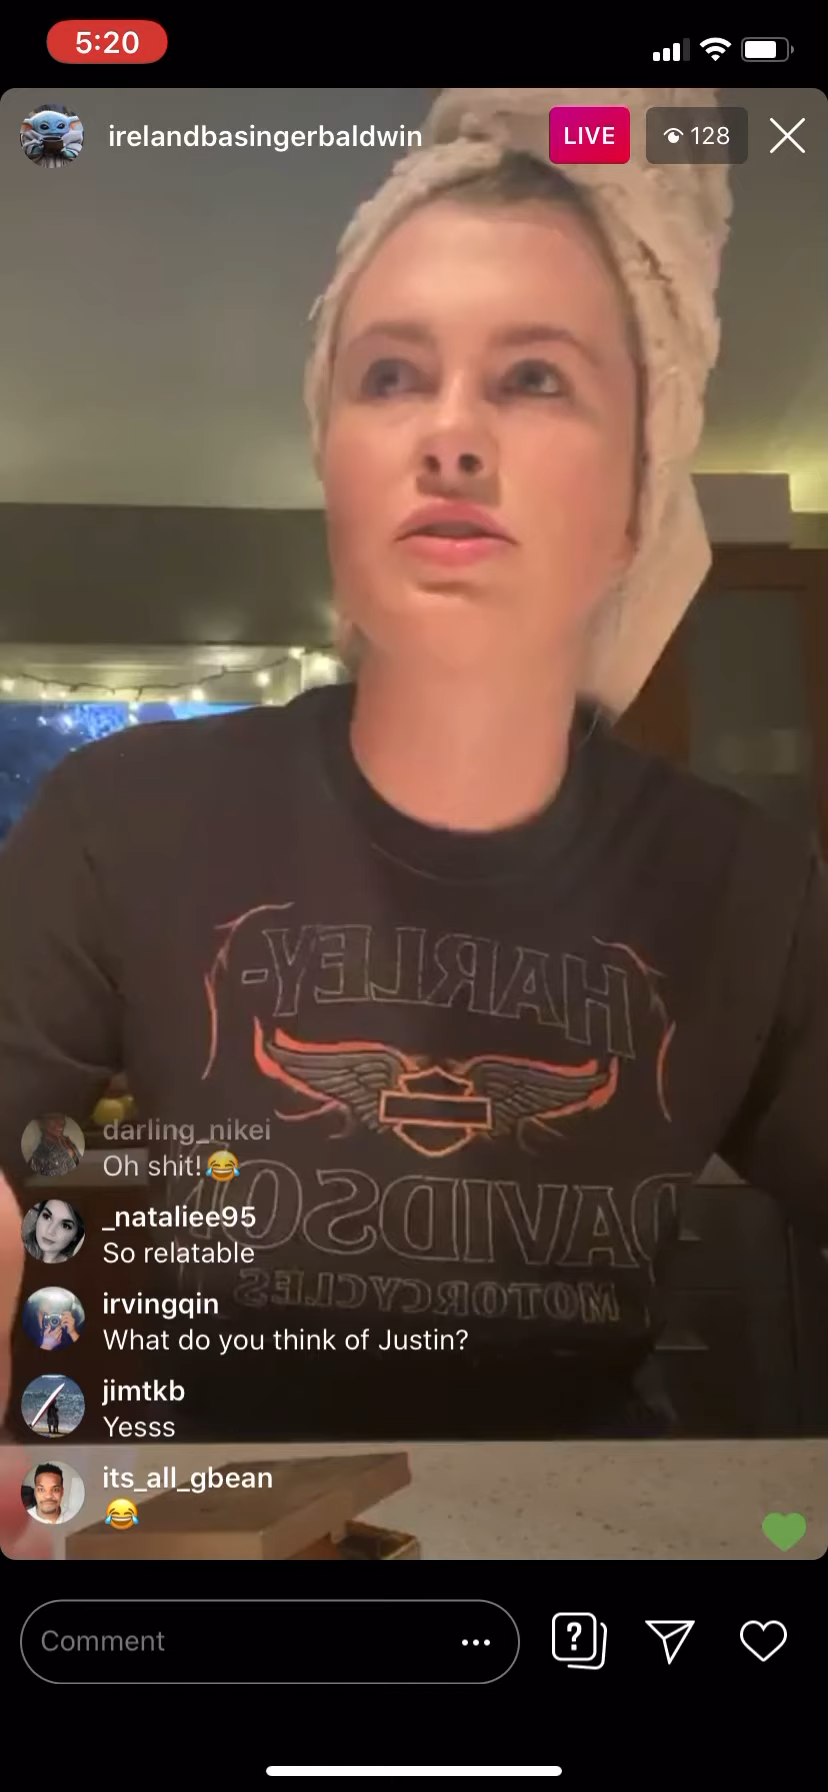 5:20
irelandbasingerbaldwin
LIVE
128
HARLEY-
DAVIDSON
MOTORCYCLES
darling_nikei
Oh shit!😂
_nataliee95
So relatable
irvingqin
What do you think of Justin?
jimtkb
Yesss
its_all_gbean
😂
Comment